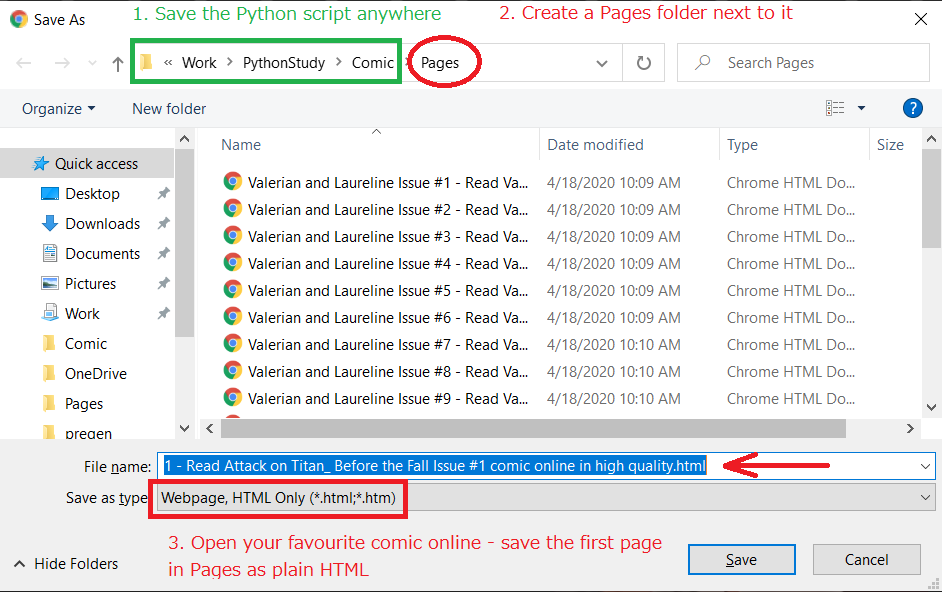 Save As
1. Save the Python script anywhere
2. Create a Pages folder next to it
« Work > PythonStudy > Comic > Pages
Search Pages
Organize
New folder
?
Name
Date modified
Type
Size
Quick access
Desktop
Downloads
Documents
Pictures
Work
Comic
OneDrive
Pages
pregen
Valerian and Laureline Issue #1 - Read Va... 4/18/2020 10:09 AM Chrome HTML Do...
Valerian and Laureline Issue #2 - Read Va... 4/18/2020 10:09 AM Chrome HTML Do...
Valerian and Laureline Issue #3 - Read Va... 4/18/2020 10:09 AM Chrome HTML Do...
Valerian and Laureline Issue #4 - Read Va... 4/18/2020 10:09 AM Chrome HTML Do...
Valerian and Laureline Issue #5 - Read Va... 4/18/2020 10:09 AM Chrome HTML Do...
Valerian and Laureline Issue #6 - Read Va... 4/18/2020 10:09 AM Chrome HTML Do...
Valerian and Laureline Issue #7 - Read Va... 4/18/2020 10:10 AM Chrome HTML Do...
Valerian and Laureline Issue #8 - Read Va... 4/18/2020 10:10 AM Chrome HTML Do...
Valerian and Laureline Issue #9 - Read Va... 4/18/2020 10:10 AM Chrome HTML Do...
File name: 1 - Read Attack on Titan_ Before the Fall Issue #1 comic online in high quality.html
Save as type: Webpage, HTML Only (*.html;*.htm)
3. Open your favourite comic online - save the first page
in Pages as plain HTML
Hide Folders
Save
Cancel